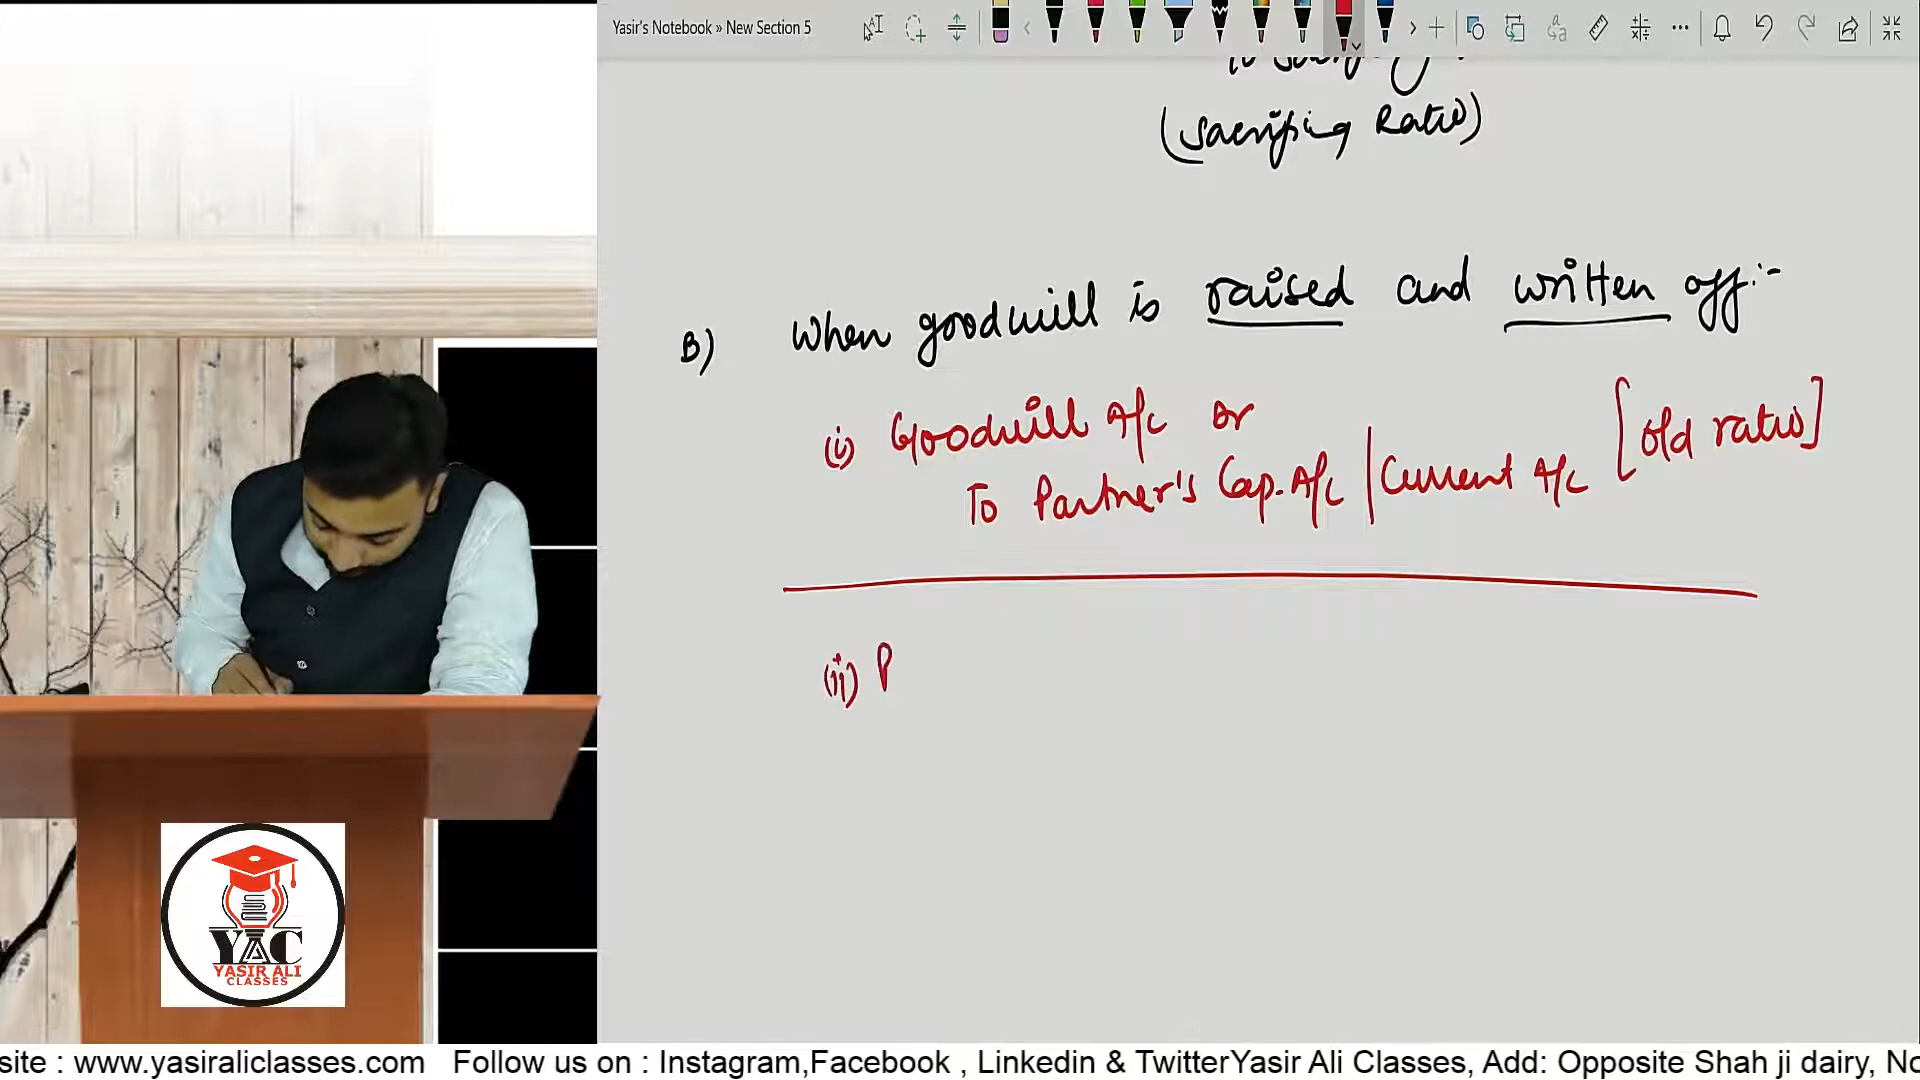 Yasir's Notebook » New Section 5
(Sacrificing Ratio)
B) When goodwill is raised and written off:-
(i) Goodwill A/c Dr
To Partner's Cap. A/c | Current A/c [old ratio]
(ii) P
YAC
YASIR ALI
CLASSES
site : www.yasiraliclasses.com Follow us on : Instagram,Facebook , Linkedin & TwitterYasir Ali Classes, Add: Opposite Shah ji dairy, No